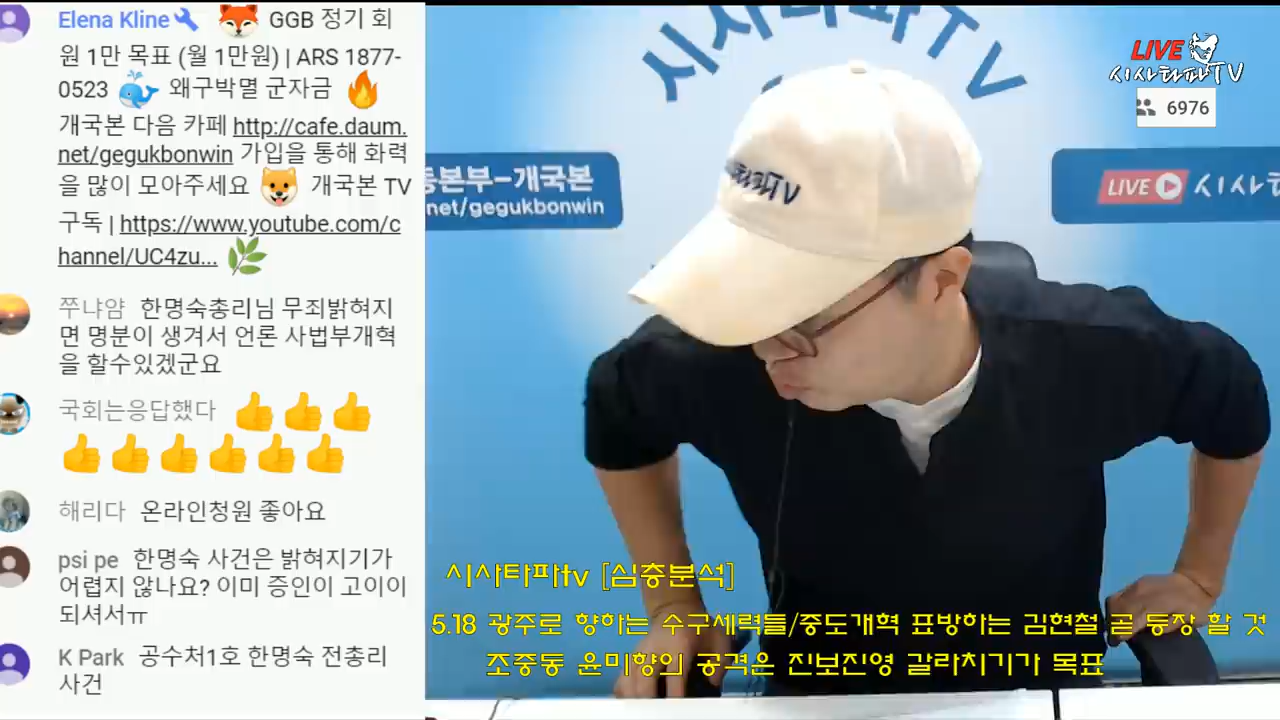 Elena Kline GGB 정기 회
원 1만 목표 (월 1만원) | ARS 1877-
0523 왜구박멸 군자금
개국본 다음 카페 http://cafe.daum.
net/gegukbonwin 가입을 통해 화력
을 많이 모아주세요 개국본 TV
구독 | https://www.youtube.com/c
hannel/UC4zu...
쭈냐얌 한명숙총리님 무죄밝혀지
면 명분이 생겨서 언론 사법부개혁
을 할수있겠군요
국회는응답했다
해리다 온라인청원 좋아요
psi pe 한명숙 사건은 밝혀지기가
어렵지 않나요? 이미 증인이 고이이
되셔서ㅠ
K Park 공수처1호 한명숙 전총리
사건
시사타파TV
LIVE
시사타파TV
6976
동본부-개국본
net/gegukbonwin
LIVE 시사타
타파TV
시사타파tv [심층분석]
5.18 광주로 향하는 수구세력들/중도개혁 표방하는 김현철 곧 등장 할 것
조중동 윤미향의 공격은 진보진영 갈라치기가 목표